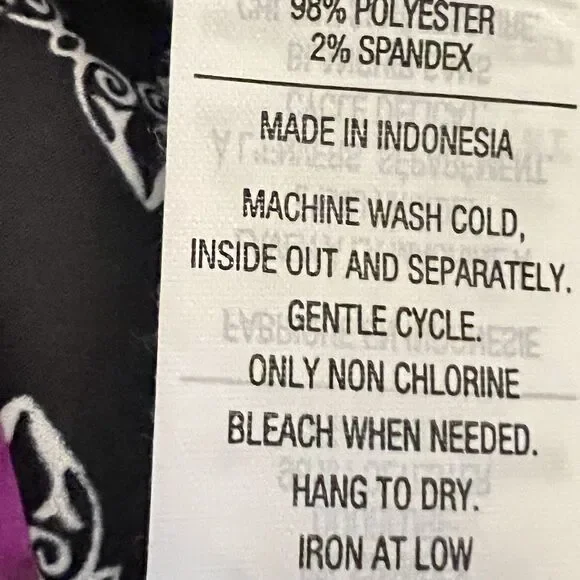 98% POLYESTER
2% SPANDEX
MADE IN INDONESIA
MACHINE WASH COLD,
INSIDE OUT AND SEPARATELY.
GENTLE CYCLE.
ONLY NON CHLORINE
BLEACH WHEN NEEDED.
HANG TO DRY.
IRON AT LOW